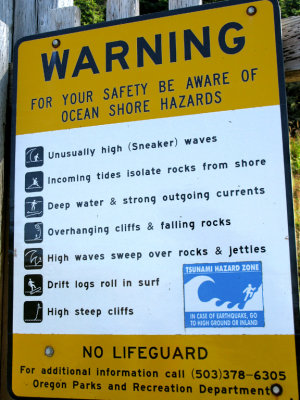 WARNING
FOR YOUR SAFETY BE AWARE OF
OCEAN SHORE HAZARDS
Unusually high (Sneaker) waves
Incoming tides isolate rocks from shore
Deep water & strong outgoing currents
Overhanging cliffs & falling rocks
High waves sweep over rocks & jetties
Drift logs roll in surf
High steep cliffs
TSUNAMI HAZARD ZONE
IN CASE OF EARTHQUAKE, GO
TO HIGH GROUND OR INLAND
NO LIFEGUARD
For additional information call (503)378-6305
Oregon Parks and Recreation Department